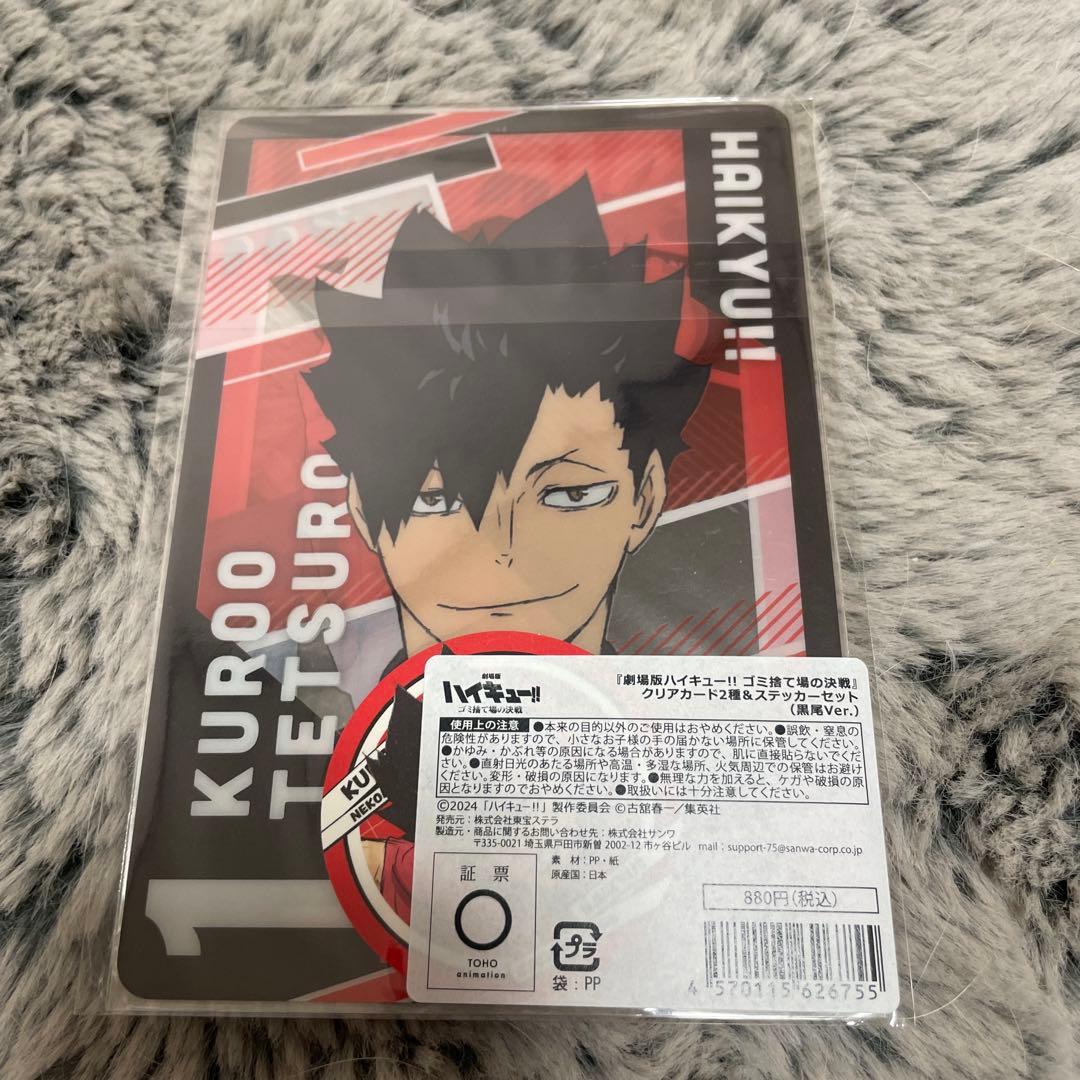 HAIKYU!!
KUROO
TETSURO
1
KU
NEKO
劇場版
ハイキュー!!
ゴミ捨て場の決戦
『劇場版ハイキュー!! ゴミ捨て場の決戦』
クリアカード2種&ステッカーセット
(黒尾Ver.)
使用上の注意 ●本来の目的以外のご使用はおやめください。●誤飲・窒息の
危険性がありますので、小さなお子様の手の届かない場所に保管してください。
●かゆみ・かぶれ等の原因になる場合がありますので、肌に直接貼らないでくだ
さい。●直射日光のあたる場所や高温・多湿な場所、火気周辺での保管はお避け
ください。変形・破損の原因になります。●無理な力を加えると、ケガや破損の原
因となりますのでおやめください。●取扱いには十分注意してください。
©2024「ハイキュー!!」製作委員会 ©古舘春一／集英社
発売元：株式会社東宝ステラ
製造元・商品に関するお問い合わせ先：株式会社サンワ
〒335-0021 埼玉県戸田市新曽 2002-12 市ヶ谷ビル mail：support-75@sanwa-corp.co.jp
素 材：PP・紙
原産国：日本
証 票
TOHO
animation
プラ
袋：PP
880円(税込)
4 570115 626755